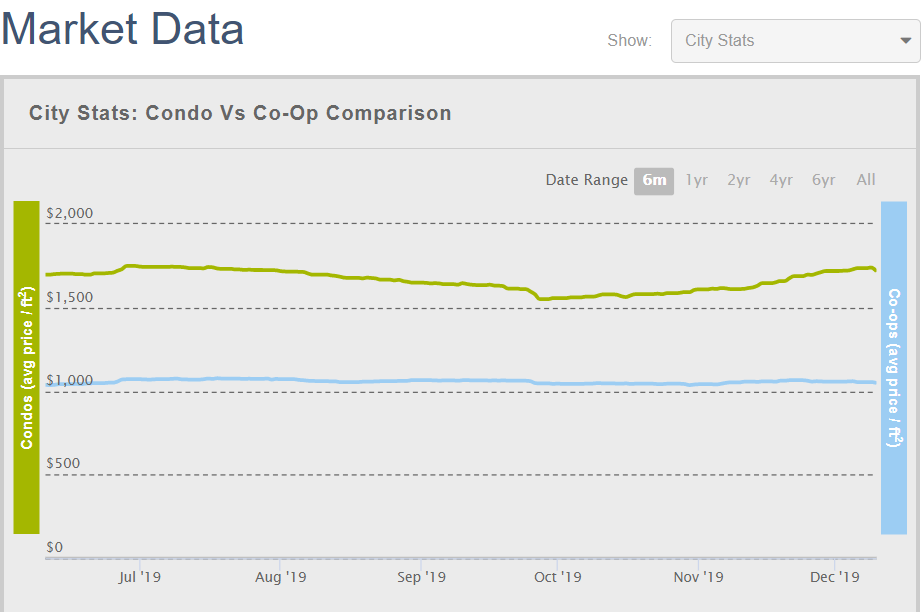 Market Data
Show:
City Stats
City Stats: Condo Vs Co-Op Comparison
Date Range 6m 1yr 2yr 4yr 6yr All
Condos (avg price / ft²)
$2,000
$1,500
$1,000
$500
$0
Co-ops (avg price / ft²)
Jul '19 Aug '19 Sep '19 Oct '19 Nov '19 Dec '19